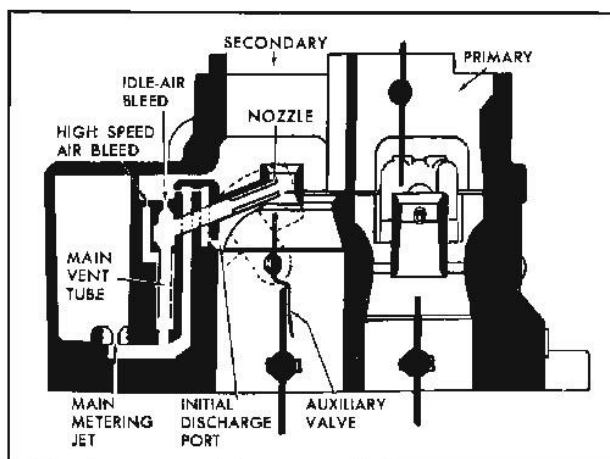 SECONDARY
PRIMARY
IDLE-AIR
BLEED
NOZZLE
HIGH SPEED
AIR BLEED
MAIN
VENT
TUBE
MAIN
METERING
JET
INITIAL
DISCHARGE
PORT
AUXILIARY
VALVE